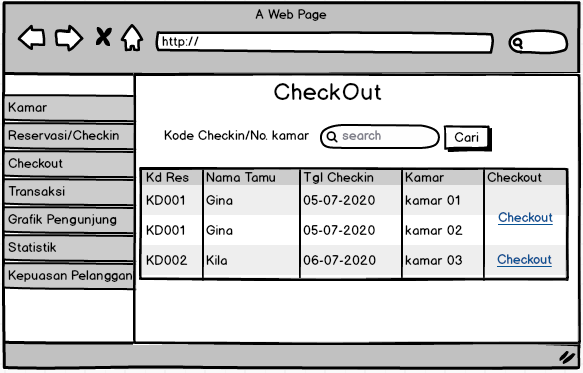 A Web Page
http://
CheckOut
Kamar
Reservasi/Checkin
Checkout
Transaksi
Grafik Pengunjung
Statistik
Kepuasan Pelanggan
Kode Checkin/No. kamar search Cari
Kd Res Nama Tamu Tgl Checkin Kamar Checkout
KD001 Gina 05-07-2020 kamar 01
Checkout
KD001 Gina 05-07-2020 kamar 02
KD002 Kila 06-07-2020 kamar 03 Checkout